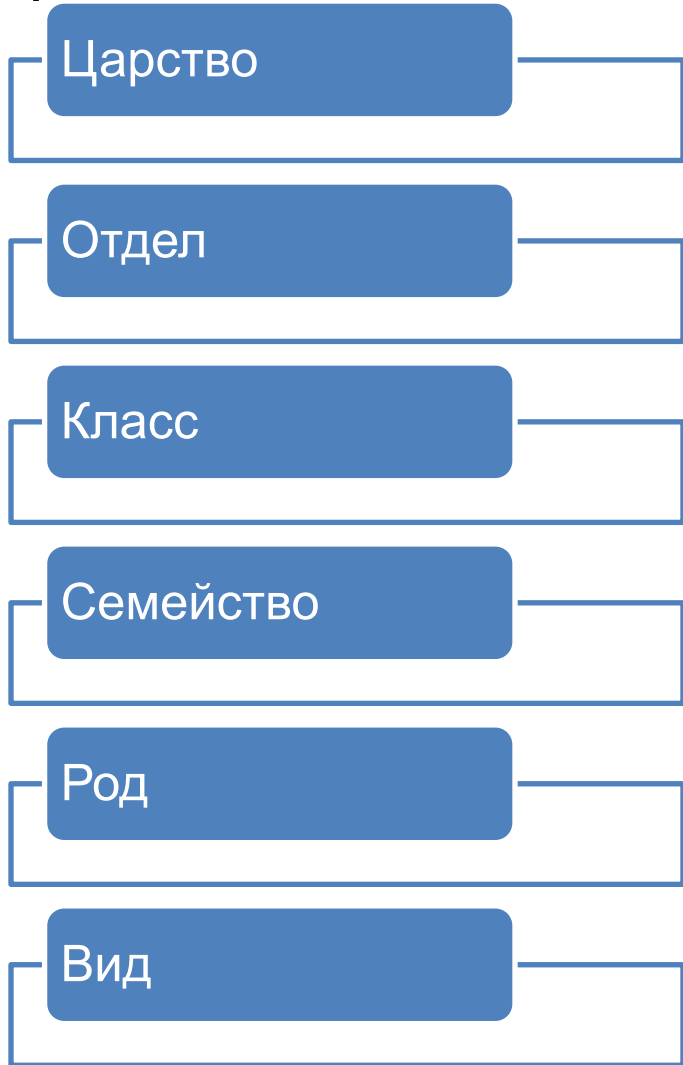 Царство
Отдел
Класс
Семейство
Род
Вид